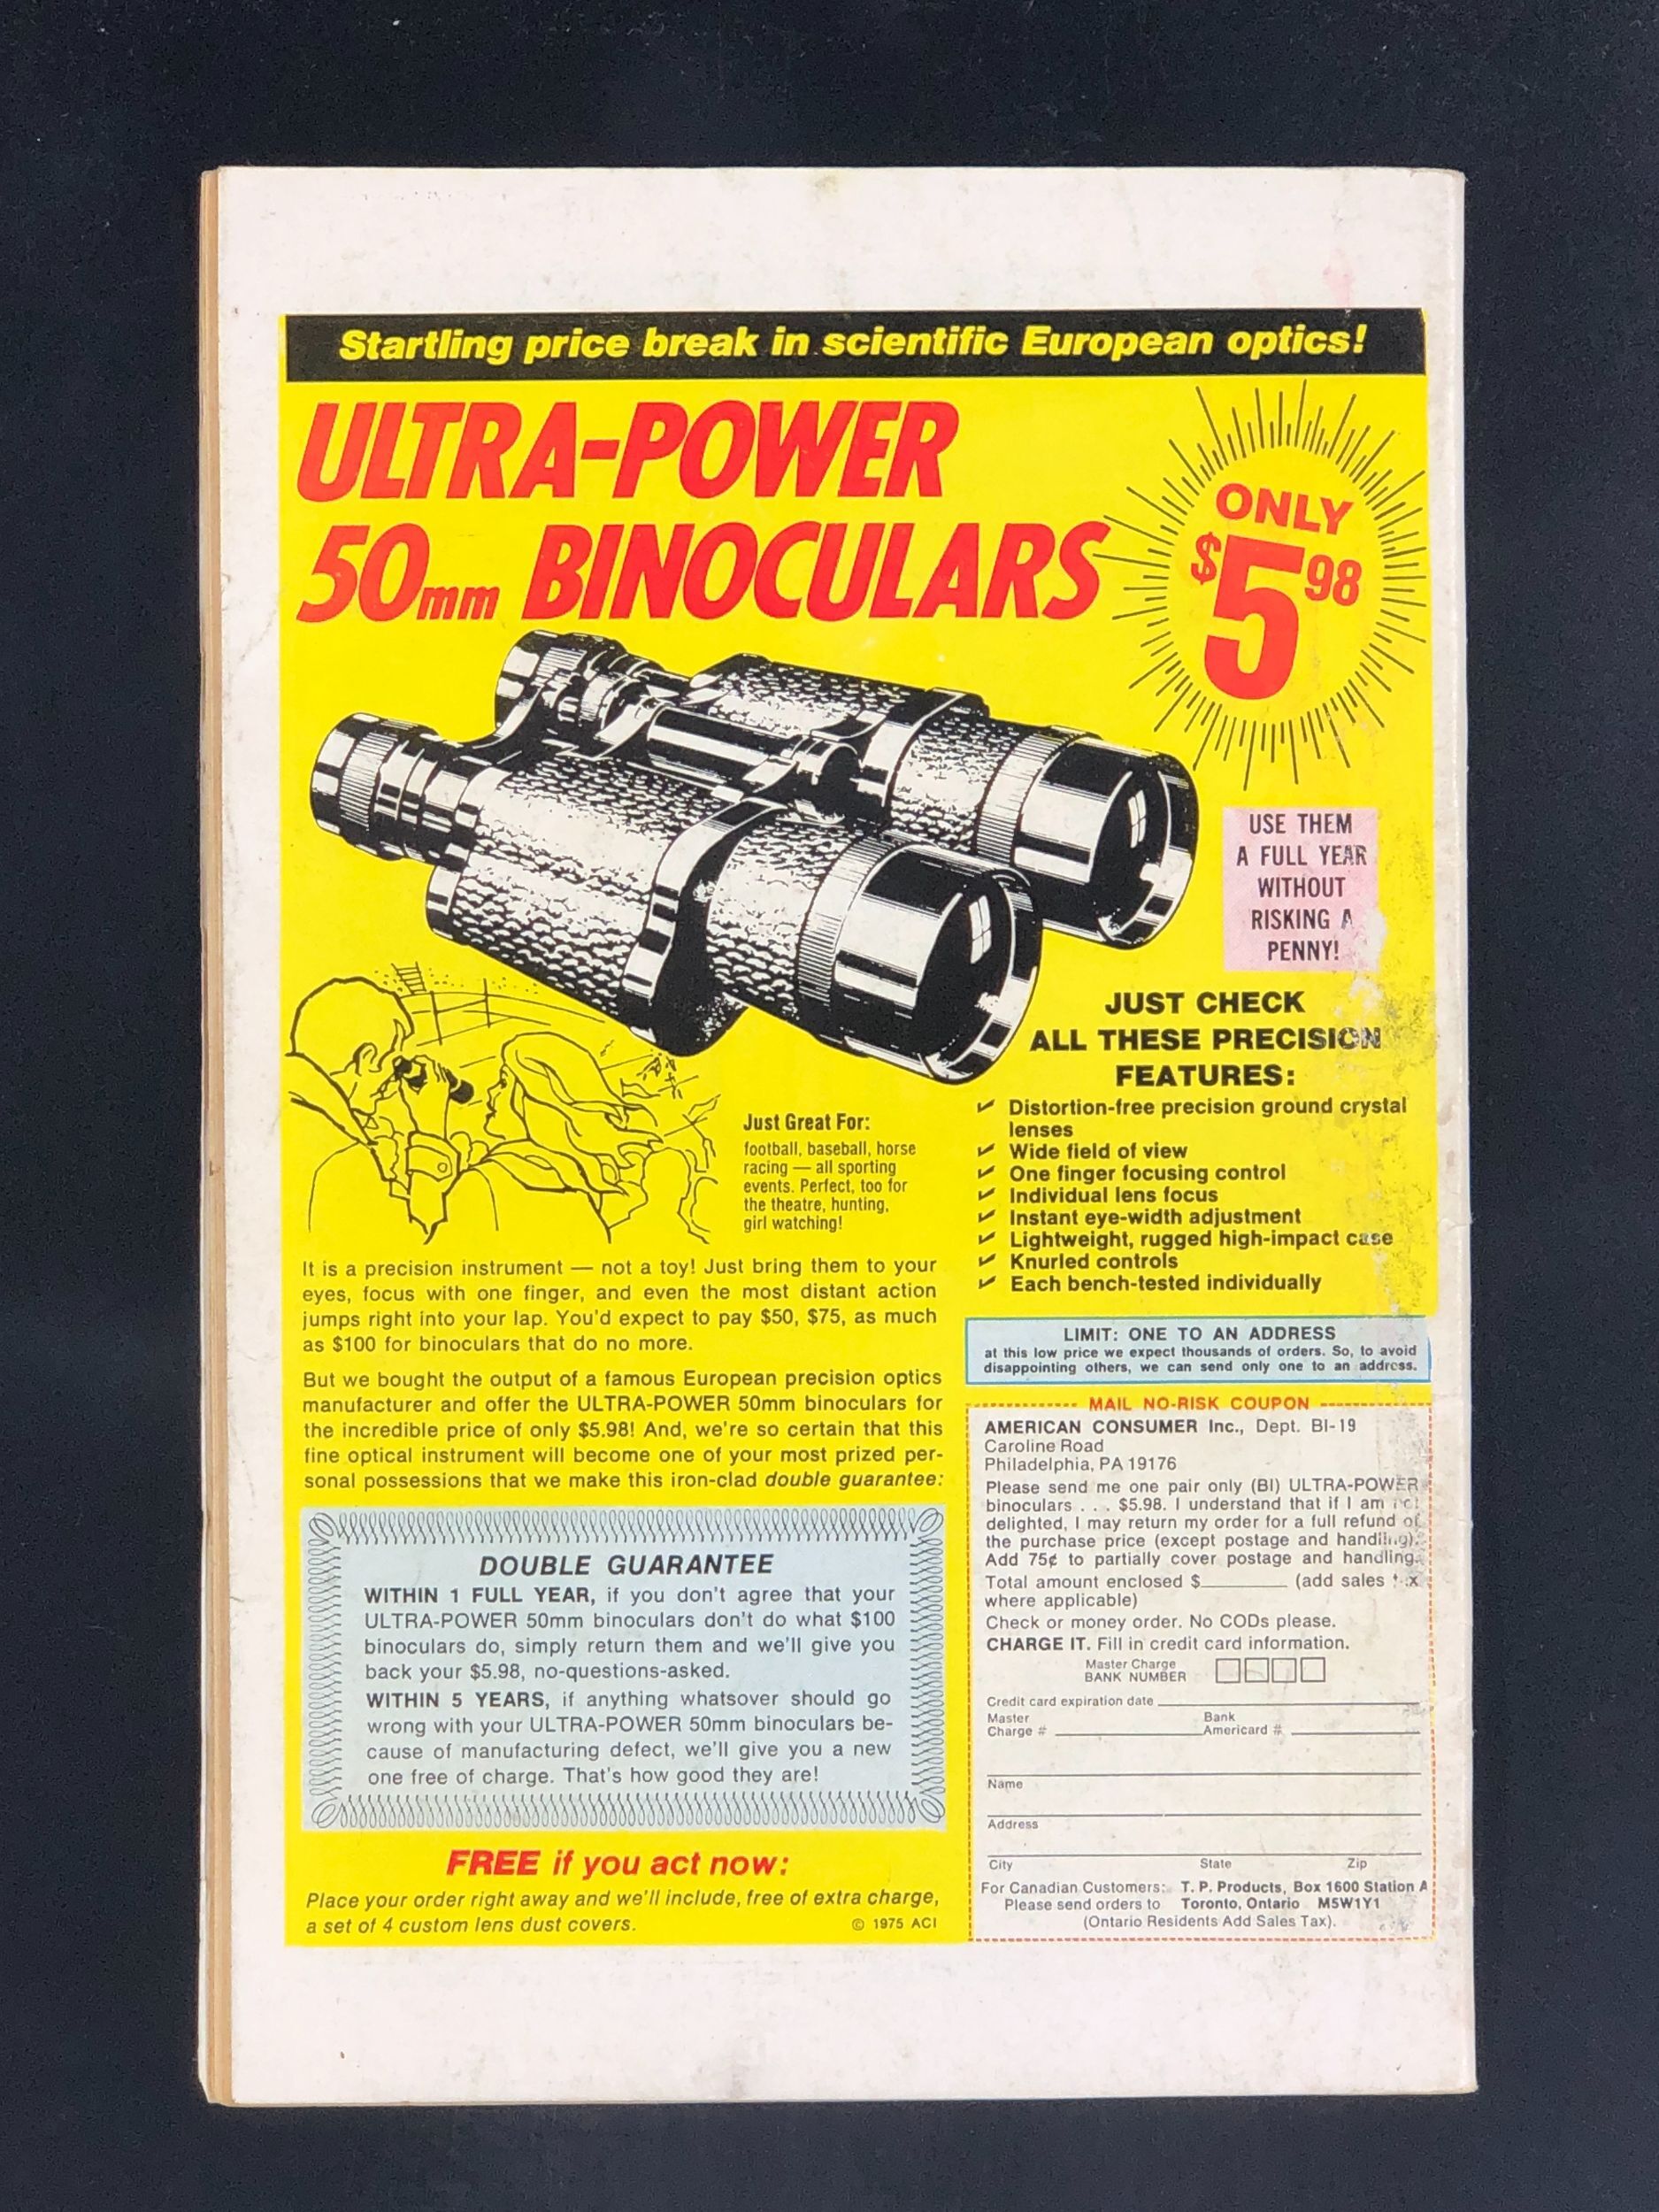 Startling price break in scientific European optics!
ULTRA-POWER
50mm BINOCULARS
ONLY
$5 98
USE THEM
A FULL YEAR
WITHOUT
RISKING A
PENNY!
JUST CHECK
ALL THESE PRECISION
FEATURES:
Distortion-free precision ground crystal
lenses
Wide field of view
One finger focusing control
Individual lens focus
Instant eye-width adjustment
Lightweight, rugged high-impact case
Knurled controls
Each bench-tested individually
Just Great For:
football, baseball, horse
racing — all sporting
events. Perfect, too for
the theatre, hunting,
girl watching!
It is a precision instrument — not a toy! Just bring them to your
eyes, focus with one finger, and even the most distant action
jumps right into your lap. You'd expect to pay $50, $75, as much
as $100 for binoculars that do no more.
But we bought the output of a famous European precision optics
manufacturer and offer the ULTRA-POWER 50mm binoculars for
the incredible price of only $5.98! And, we're so certain that this
fine optical instrument will become one of your most prized per-
sonal possessions that we make this iron-clad double guarantee:
DOUBLE GUARANTEE
WITHIN 1 FULL YEAR, if you don't agree that your
ULTRA-POWER 50mm binoculars don't do what $100
binoculars do, simply return them and we'll give you
back your $5.98, no-questions-asked.
WITHIN 5 YEARS, if anything whatsover should go
wrong with your ULTRA-POWER 50mm binoculars be-
cause of manufacturing defect, we'll give you a new
one free of charge. That's how good they are!
FREE if you act now:
Place your order right away and we'll include, free of extra charge,
a set of 4 custom lens dust covers.
© 1975 ACI
LIMIT: ONE TO AN ADDRESS
at this low price we expect thousands of orders. So, to avoid
disappointing others, we can send only one to an address.
MAIL NO-RISK COUPON
AMERICAN CONSUMER Inc., Dept. BI-19
Caroline Road
Philadelphia, PA 19176
Please send me one pair only (BI) ULTRA-POWER
binoculars . . . $5.98. I understand that if I am not
delighted, I may return my order for a full refund of
the purchase price (except postage and handling).
Add 75¢ to partially cover postage and handling.
Total amount enclosed $________ (add sales tax
where applicable)
Check or money order. No CODs please.
CHARGE IT. Fill in credit card information.
Master Charge
BANK NUMBER
Credit card expiration date
Master Bank
Charge # ________ Americard # ________
Name
Address
City State Zip
For Canadian Customers: T. P. Products, Box 1600 Station A
Please send orders to Toronto, Ontario M5W1Y1
(Ontario Residents Add Sales Tax).